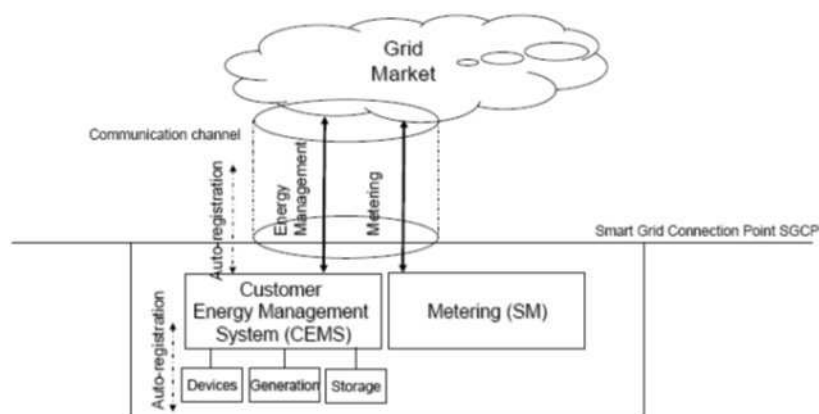 Grid
Market
Communication channel
Auto-registration
Energy
Management
Metering
Smart Grid Connection Point SGCP
Customer
Energy Management
System (CEMS)
Metering (SM)
Auto-registration
Devices
Generation
Storage